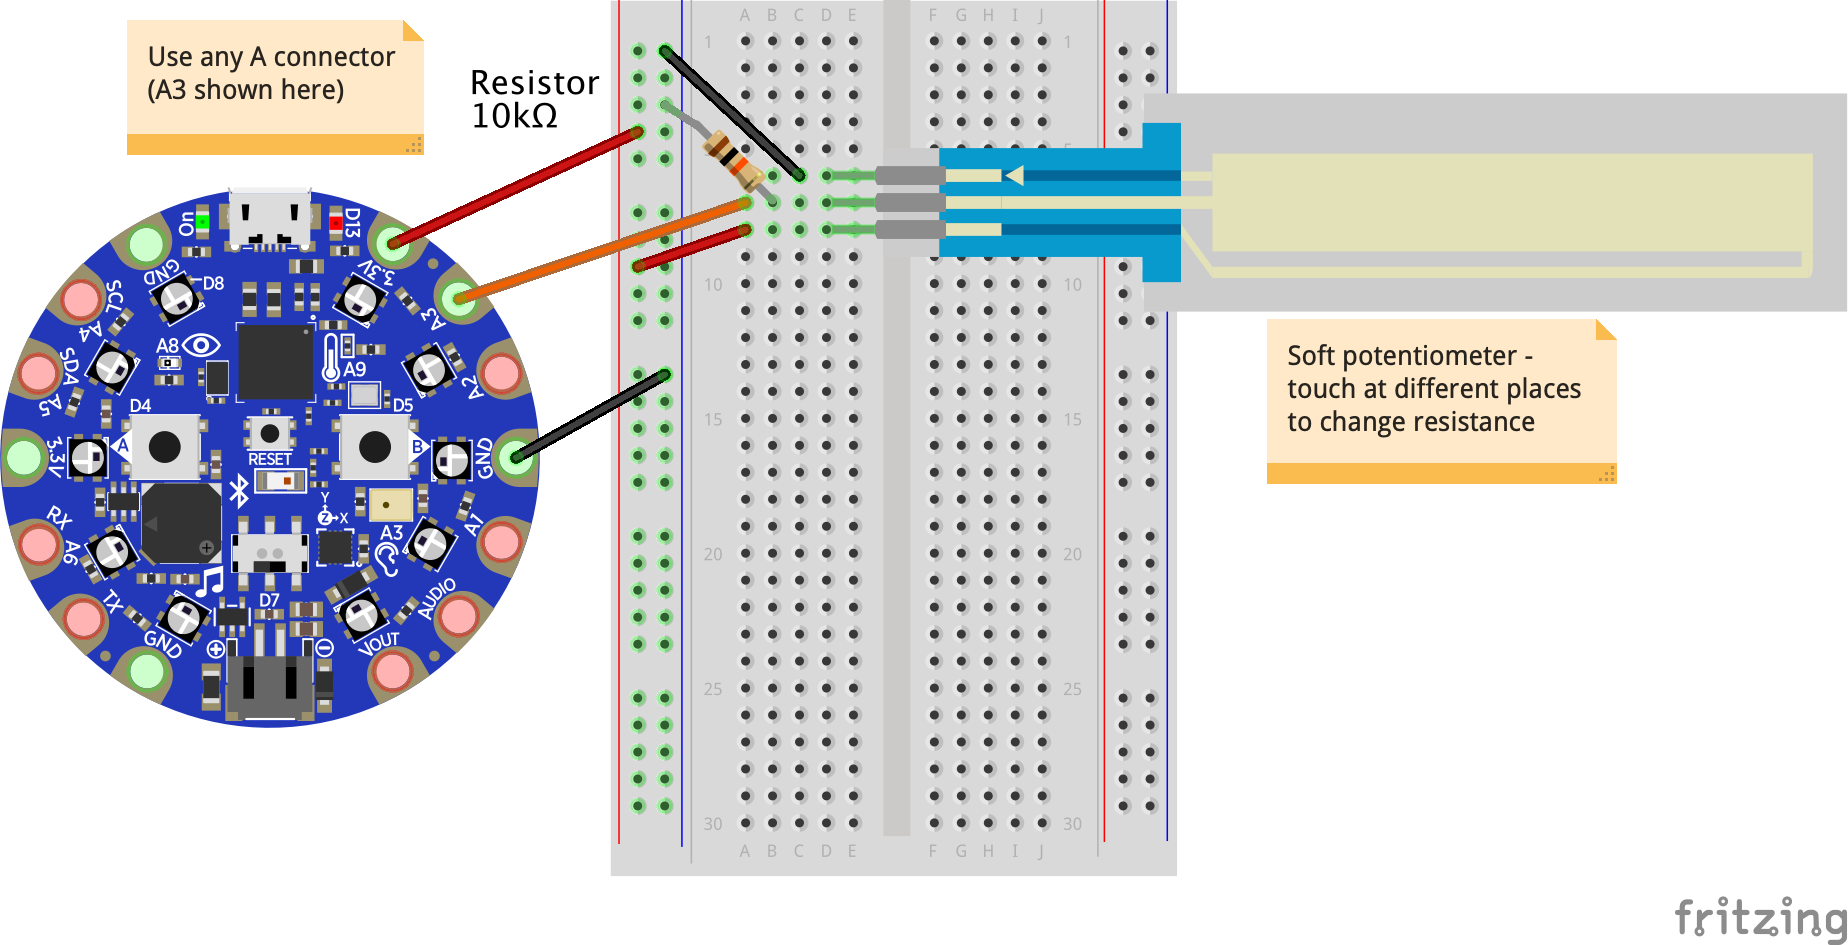 Use any A connector
(A3 shown here)
Resistor
10kΩ
A B C D E
F G H I J
1
1
5
10
10
15
15
20
20
25
25
30
30
A B C D E
F G H I J
On
D13
GND
D8
3.3V
SCL
A4
A3
SDA
A5
A8
A9
A2
D4
D5
A
B
3.3V
GND
RESET
Y
Z X
RX
A6
A3
A1
TX
D7
AUDIO
GND
VOUT
Soft potentiometer -
touch at different places
to change resistance
fritzing